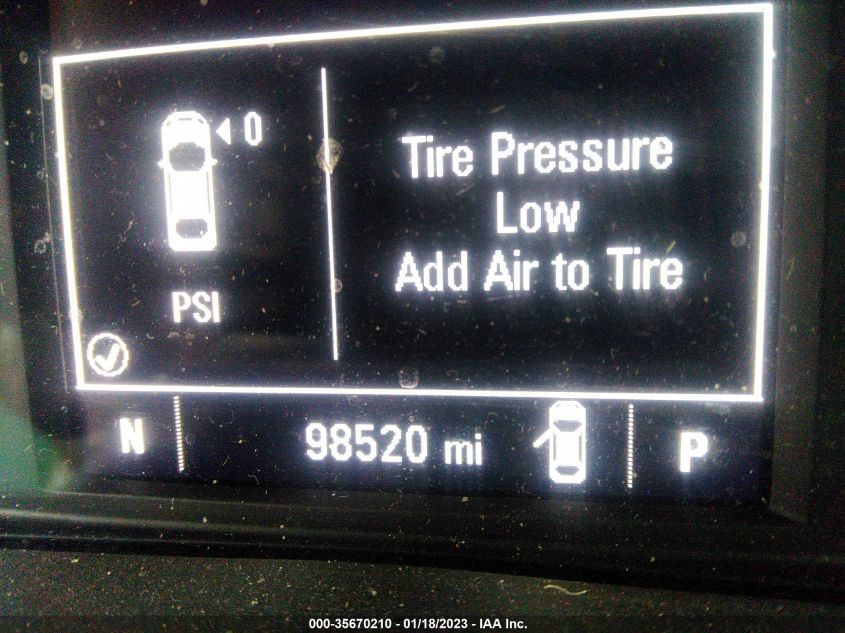 0
Tire Pressure
Low
Add Air to Tire
PSI
N
98520 mi
P
000-35670210 - 01/18/2023 - IAA Inc.